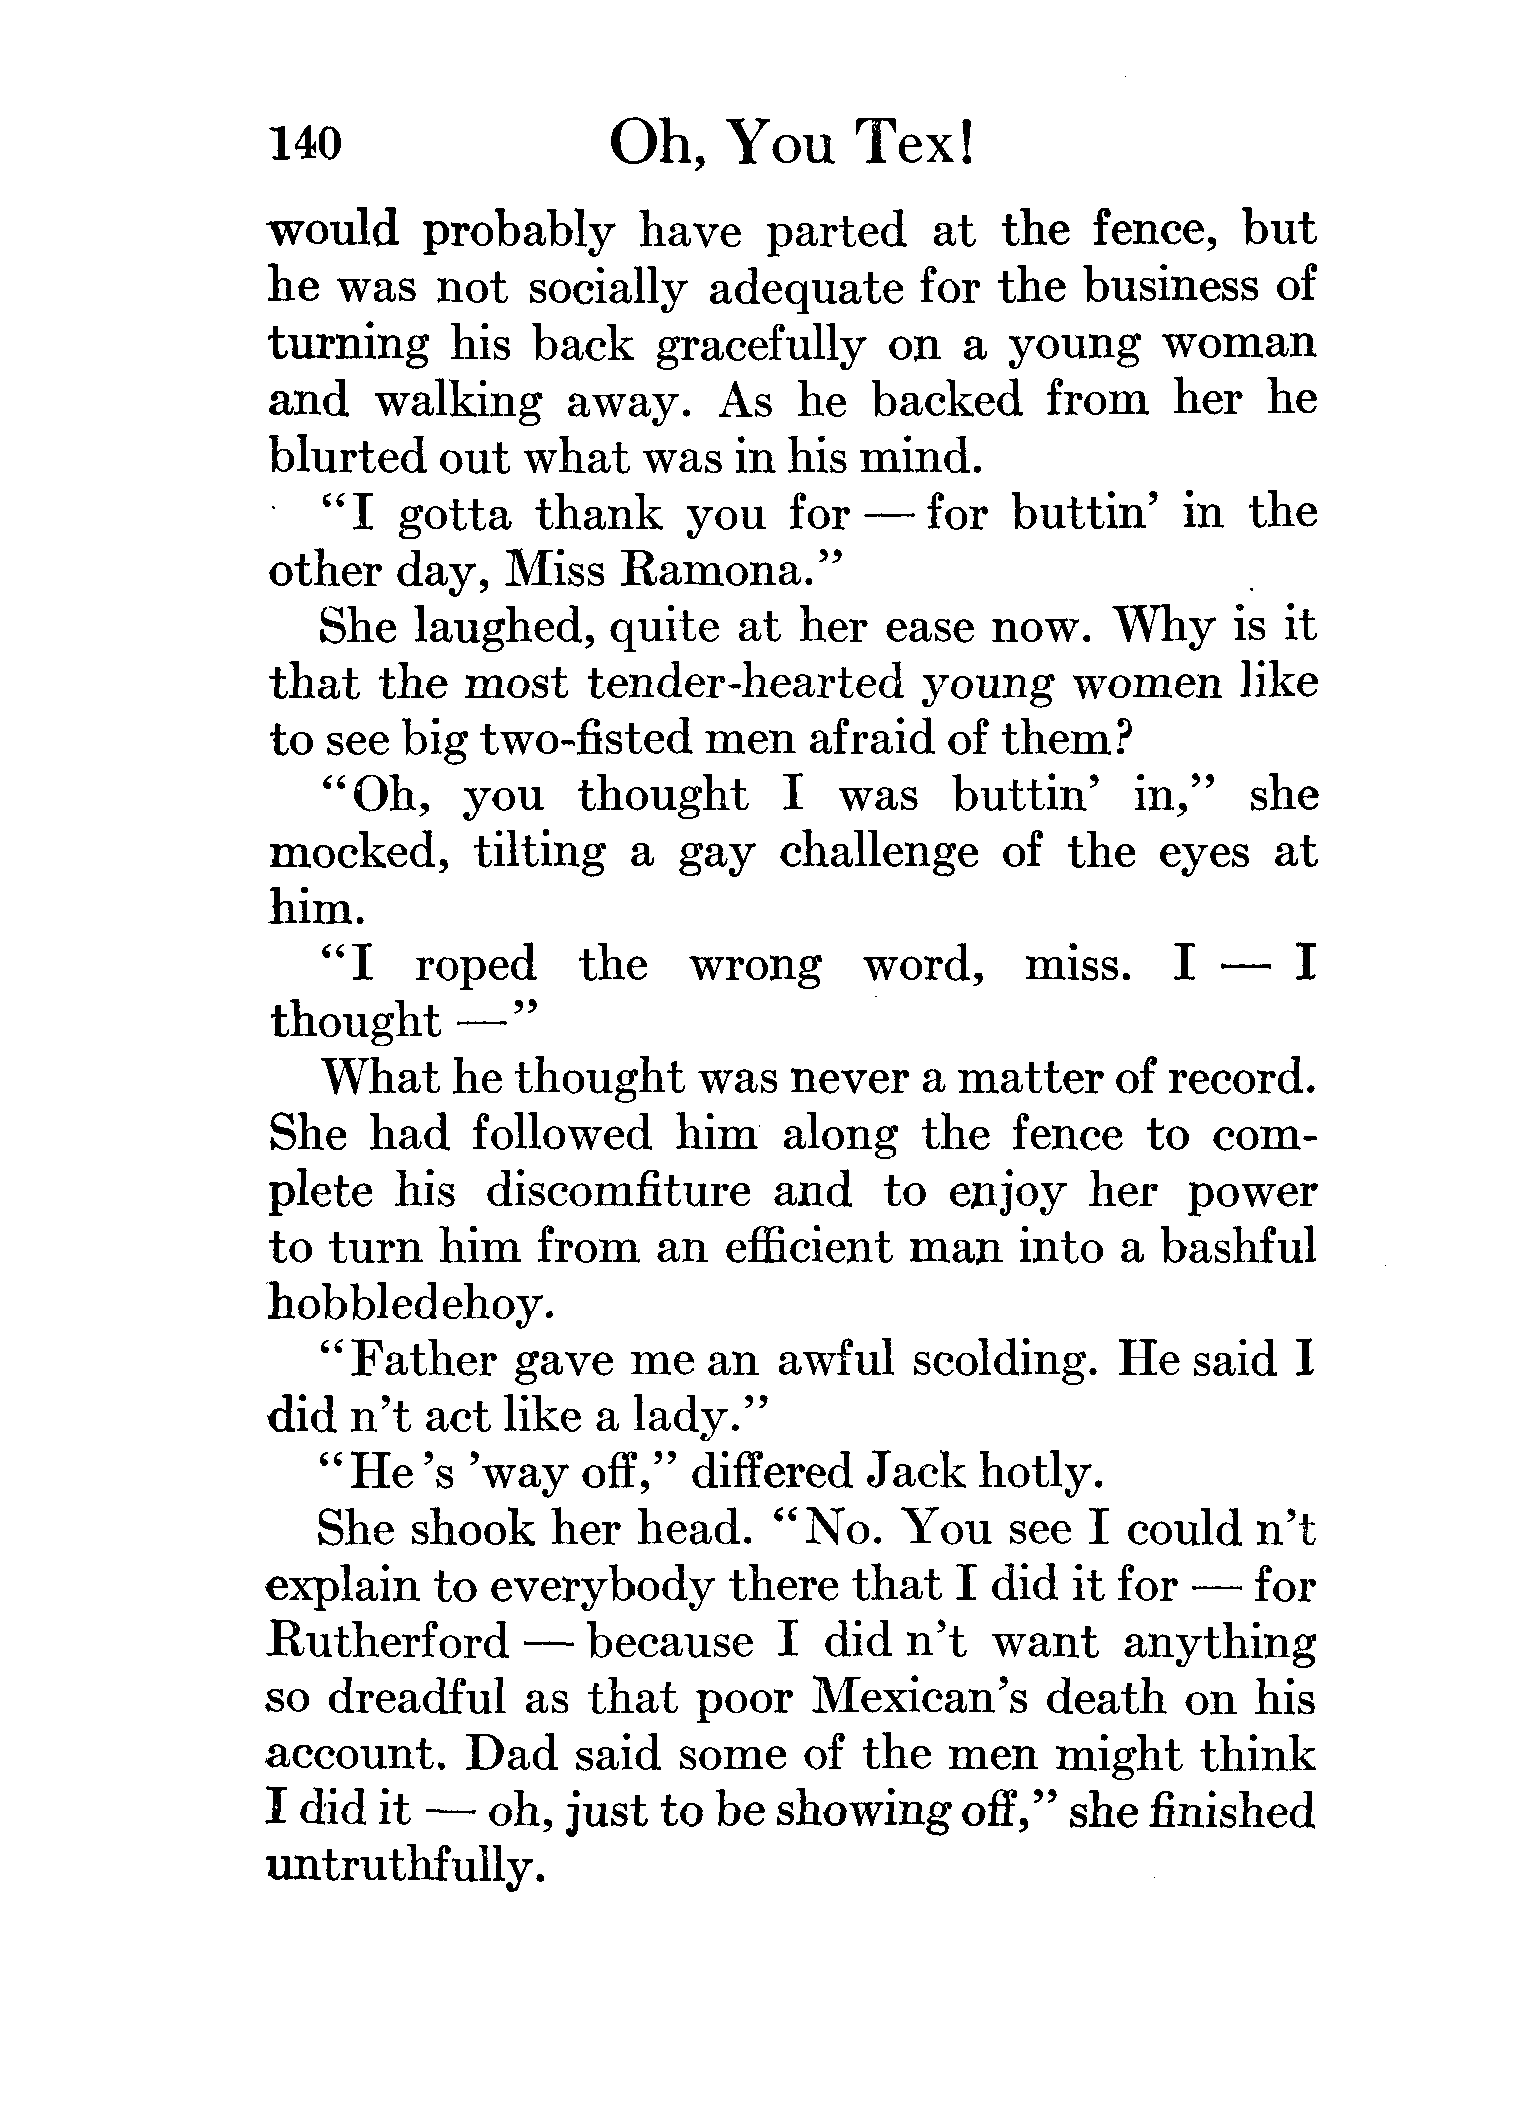 140 Oh, You Tex!
would probably have parted at the fence, but
he was not socially adequate for the business of
turning his back gracefully on a young woman
and walking away. As he backed from her he
blurted out what was in his mind.
“I gotta thank you for — for buttin’ in the
other day, Miss Ramona.”
She laughed, quite at her ease now. Why is it
that the most tender-hearted young women like
to see big two-fisted men afraid of them?
“Oh, you thought I was buttin’ in,” she
mocked, tilting a gay challenge of the eyes at
him.
“I roped the wrong word, miss. I — I
thought —”
What he thought was never a matter of record.
She had followed him along the fence to com-
plete his discomfiture and to enjoy her power
to turn him from an efficient man into a bashful
hobbledehoy.
“Father gave me an awful scolding. He said I
did n’t act like a lady.”
“He ’s ’way off,” differed Jack hotly.
She shook her head. “No. You see I could n’t
explain to everybody there that I did it for — for
Rutherford — because I did n’t want anything
so dreadful as that poor Mexican’s death on his
account. Dad said some of the men might think
I did it — oh, just to be showing off,” she finished
untruthfully.